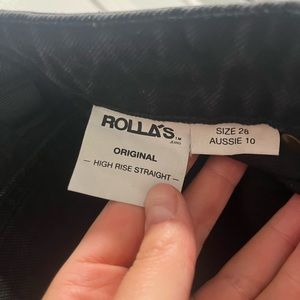 ROLLA'S
JEANS
ORIGINAL
— HIGH RISE STRAIGHT —
SIZE 28
AUSSIE 10